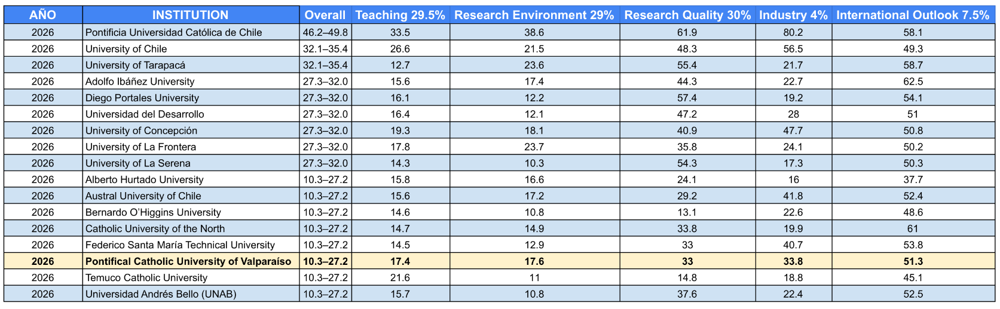 AÑO INSTITUTION Overall Teaching 29.5% Research Environment 29% Research Quality 30% Industry 4% International Outlook 7.5%
2026 Pontificia Universidad Católica de Chile 46.2–49.8 33.5 38.6 61.9 80.2 58.1
2026 University of Chile 32.1–35.4 26.6 21.5 48.3 56.5 49.3
2026 University of Tarapacá 32.1–35.4 12.7 23.6 55.4 21.7 58.7
2026 Adolfo Ibáñez University 27.3–32.0 15.6 17.4 44.3 22.7 62.5
2026 Diego Portales University 27.3–32.0 16.1 12.2 57.4 19.2 54.1
2026 Universidad del Desarrollo 27.3–32.0 16.4 12.1 47.2 28 51
2026 University of Concepción 27.3–32.0 19.3 18.1 40.9 47.7 50.8
2026 University of La Frontera 27.3–32.0 17.8 23.7 35.8 24.1 50.2
2026 University of La Serena 27.3–32.0 14.3 10.3 54.3 17.3 50.3
2026 Alberto Hurtado University 10.3–27.2 15.8 16.6 24.1 16 37.7
2026 Austral University of Chile 10.3–27.2 15.6 17.2 29.2 41.8 52.4
2026 Bernardo O’Higgins University 10.3–27.2 14.6 10.8 13.1 22.6 48.6
2026 Catholic University of the North 10.3–27.2 14.7 14.9 33.8 19.9 61
2026 Federico Santa María Technical University 10.3–27.2 14.5 12.9 33 40.7 53.8
2026 Pontifical Catholic University of Valparaíso 10.3–27.2 17.4 17.6 33 33.8 51.3
2026 Temuco Catholic University 10.3–27.2 21.6 11 14.8 18.8 45.1
2026 Universidad Andrés Bello (UNAB) 10.3–27.2 15.7 10.8 37.6 22.4 52.5